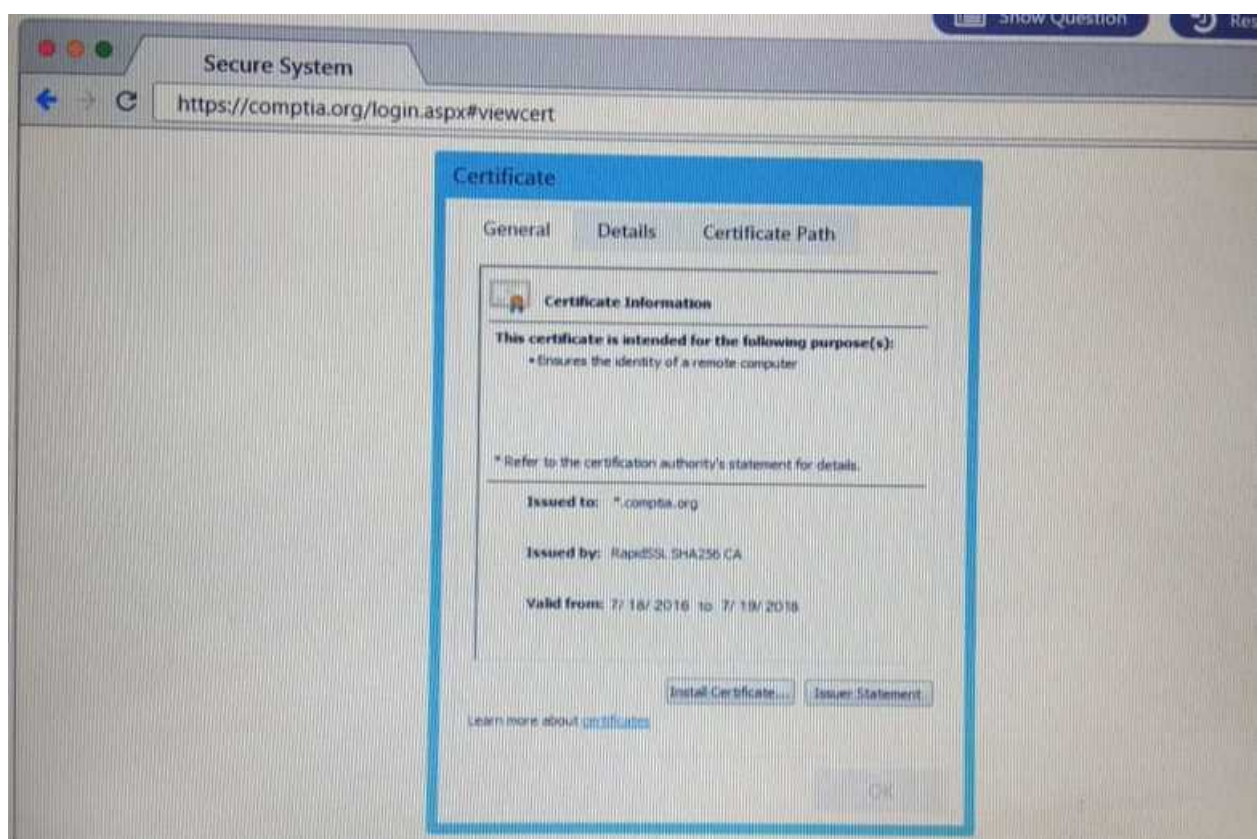 Show Question
Res
Secure System
https://comptia.org/login.aspx#viewcert
Certificate
General Details Certificate Path
Certificate Information
This certificate is intended for the following purpose(s):
• Ensures the identity of a remote computer
* Refer to the certification authority's statement for details.
Issued to: *.comptia.org
Issued by: RapidSSL SHA256 CA
Valid from: 7/ 18/ 2016 to 7/ 19/ 2018
Install Certificate... Issuer Statement
Learn more about certificates
OK